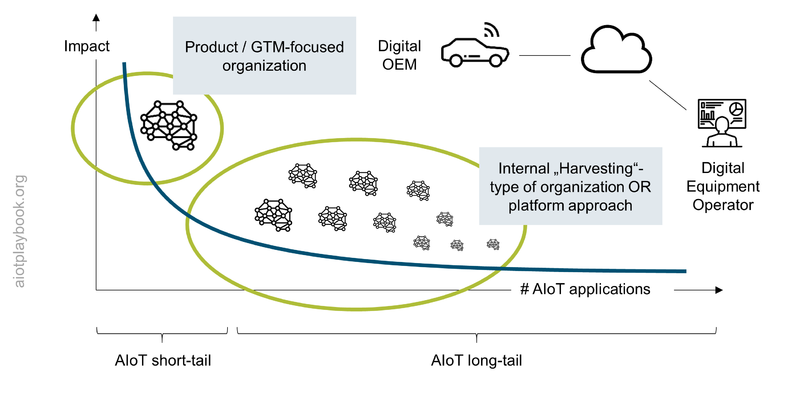 Impact
Product / GTM-focused
organization
Digital
OEM
Internal „Harvesting“-
type of organization OR
platform approach
Digital
Equipment
Operator
# AIoT applications
AIoT short-tail
AIoT long-tail
aiotplaybook.org